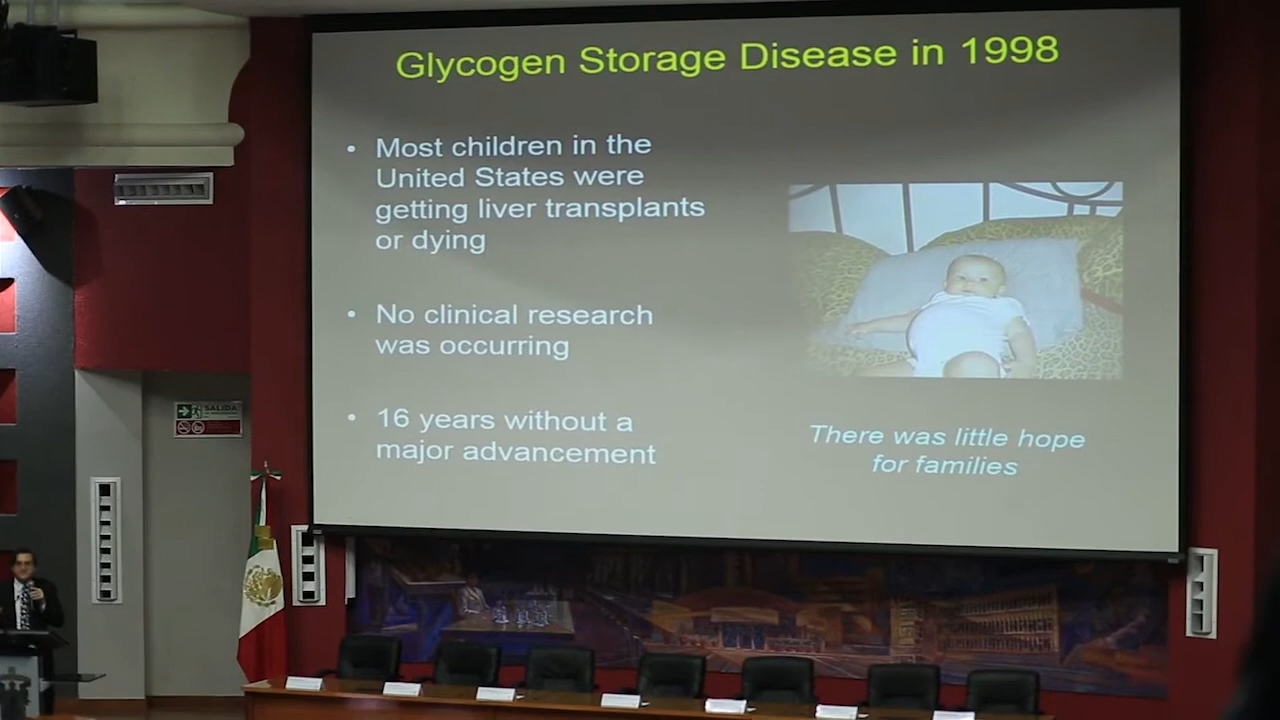 Glycogen Storage Disease in 1998
• Most children in the
United States were
getting liver transplants
or dying
• No clinical research
was occurring
• 16 years without a
major advancement
There was little hope
for families
SALIDA